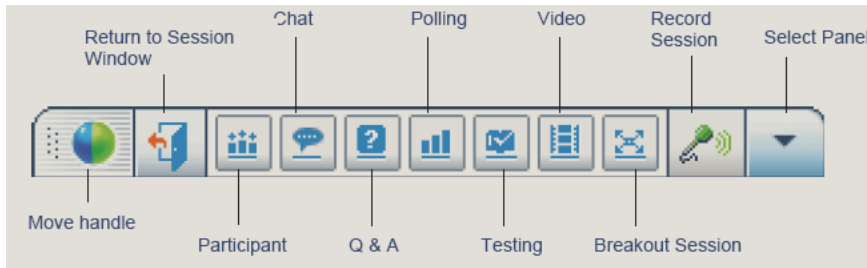 Chat
Polling
Video
Record
Session
Select Panel
Return to Session
Window
Move handle
Participant
Q & A
Testing
Breakout Session